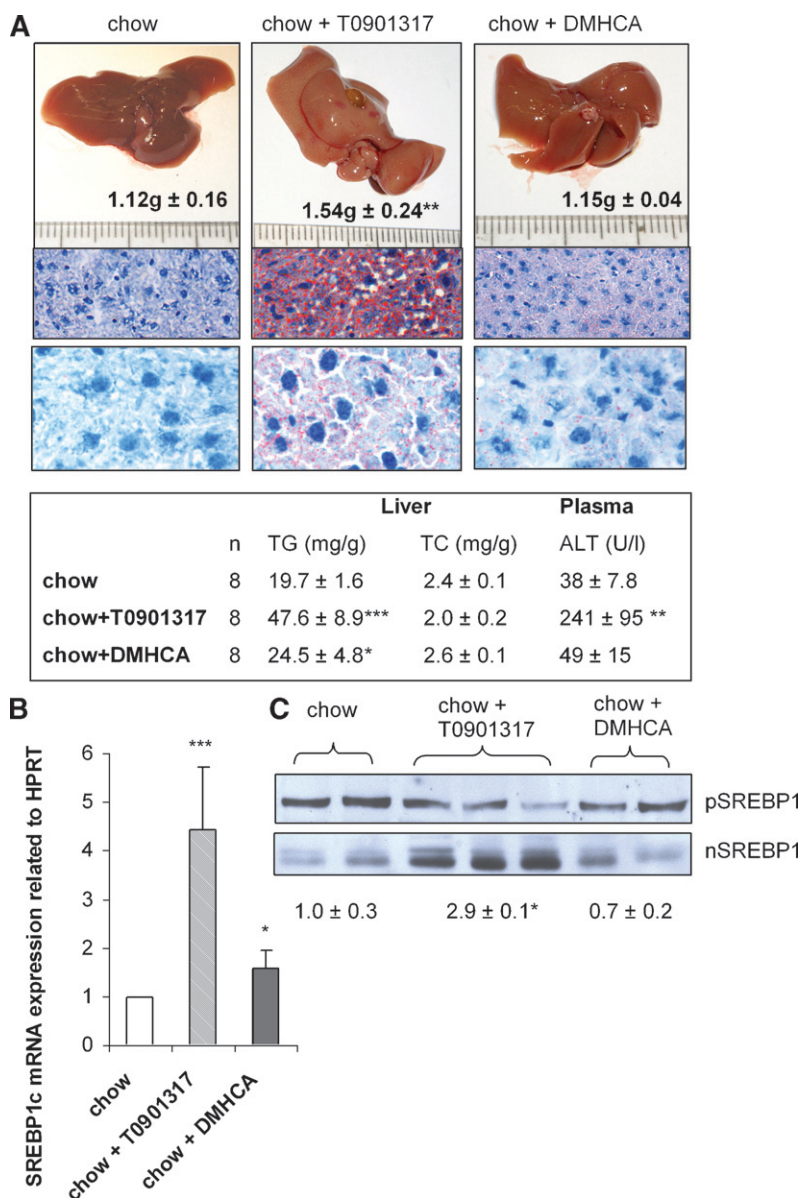 A
chow
chow + T0901317
chow + DMHCA
1.12g ± 0.16
1.54g ± 0.24**
1.15g ± 0.04
Liver Plasma
n TG (mg/g) TC (mg/g) ALT (U/l)
chow 8 19.7 ± 1.6 2.4 ± 0.1 38 ± 7.8
chow+T0901317 8 47.6 ± 8.9*** 2.0 ± 0.2 241 ± 95 **
chow+DMHCA 8 24.5 ± 4.8* 2.6 ± 0.1 49 ± 15
B
SREBP1c mRNA expression related to HPRT
6
5
4
3
2
1
0
***
*
chow
chow + T0901317
chow + DMHCA
C
chow
chow +
T0901317
chow +
DMHCA
pSREBP1
nSREBP1
1.0 ± 0.3 2.9 ± 0.1* 0.7 ± 0.2